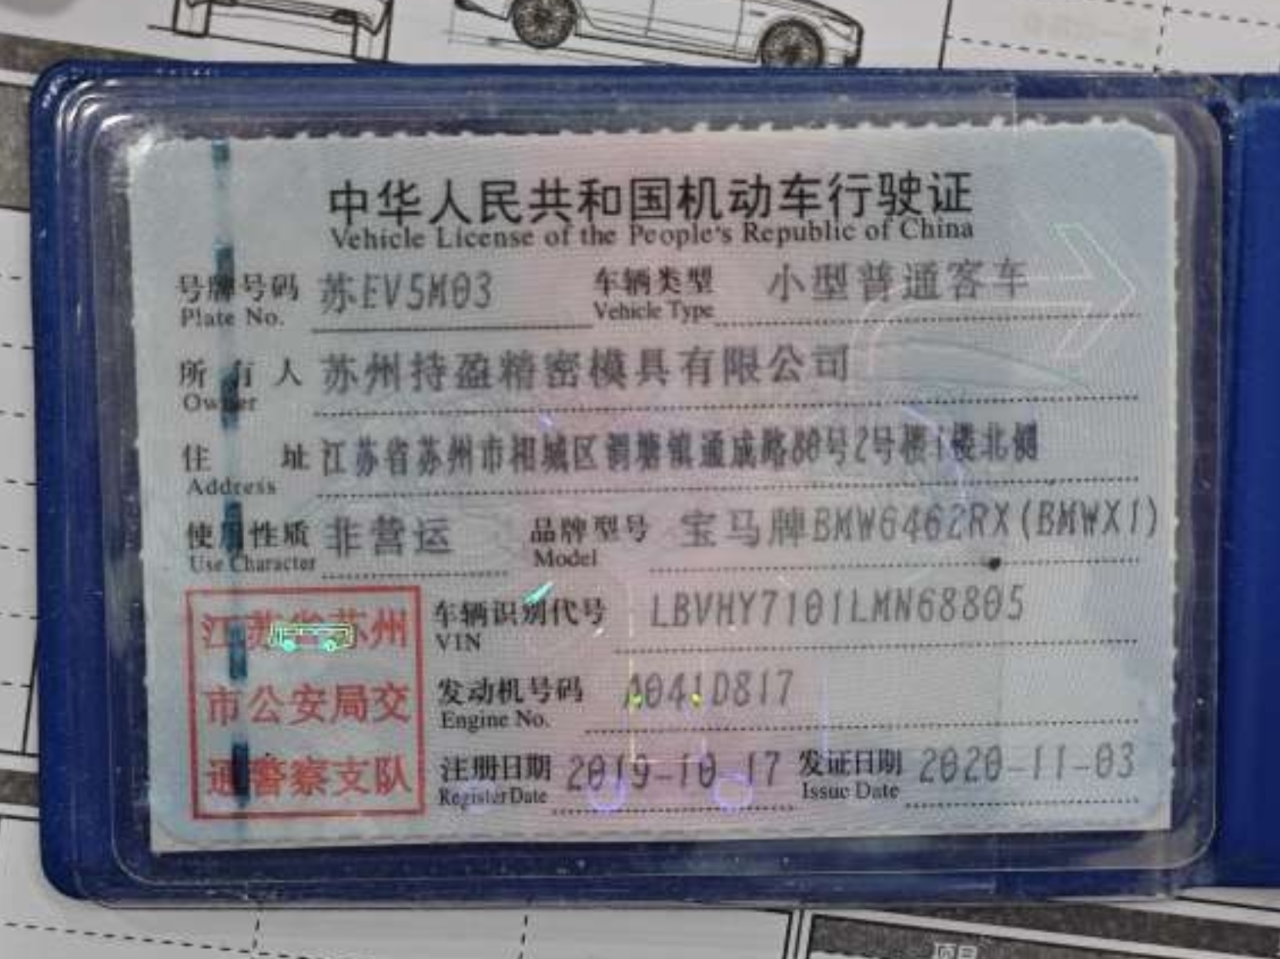 中华人民共和国机动车行驶证
Vehicle License of the People's Republic of China
号牌号码 苏EV5M03 车辆类型 小型普通客车
Plate No. Vehicle Type
所有人 苏州持盈精密模具有限公司
Owner
住址 江苏省苏州市相城区渭塘镇通成路80号2号楼1楼北侧
Address
使用性质 非营运 品牌型号 宝马牌BMW6462RX(BMWX1)
Use Character Model
江苏省苏州
市公安局交
通警察支队
车辆识别代号 LBVHY7101LMN68805
VIN
发动机号码 A041D817
Engine No.
注册日期 2019-10-17 发证日期 2020-11-03
Register Date Issue Date
项目